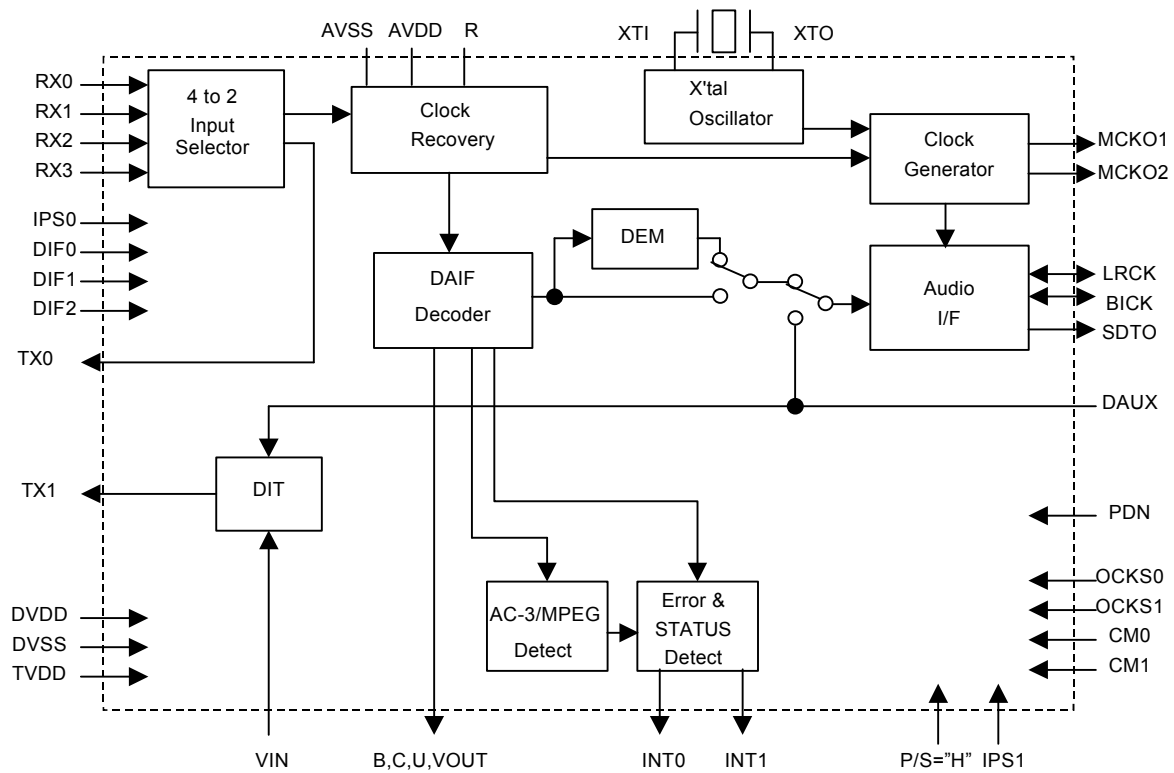 AVSS AVDD R
XTI XTO
RX0
RX1
RX2
RX3
4 to 2
Input
Selector
Clock
Recovery
X'tal
Oscillator
Clock
Generator
MCKO1
MCKO2
IPS0
DIF0
DIF1
DIF2
DEM
DAIF
Decoder
Audio
I/F
LRCK
BICK
SDTO
TX0
DAUX
TX1
DIT
PDN
AC-3/MPEG
Detect
Error &
STATUS
Detect
OCKS0
OCKS1
CM0
CM1
DVDD
DVSS
TVDD
VIN
B,C,U,VOUT
INT0
INT1
P/S=”H”
IPS1